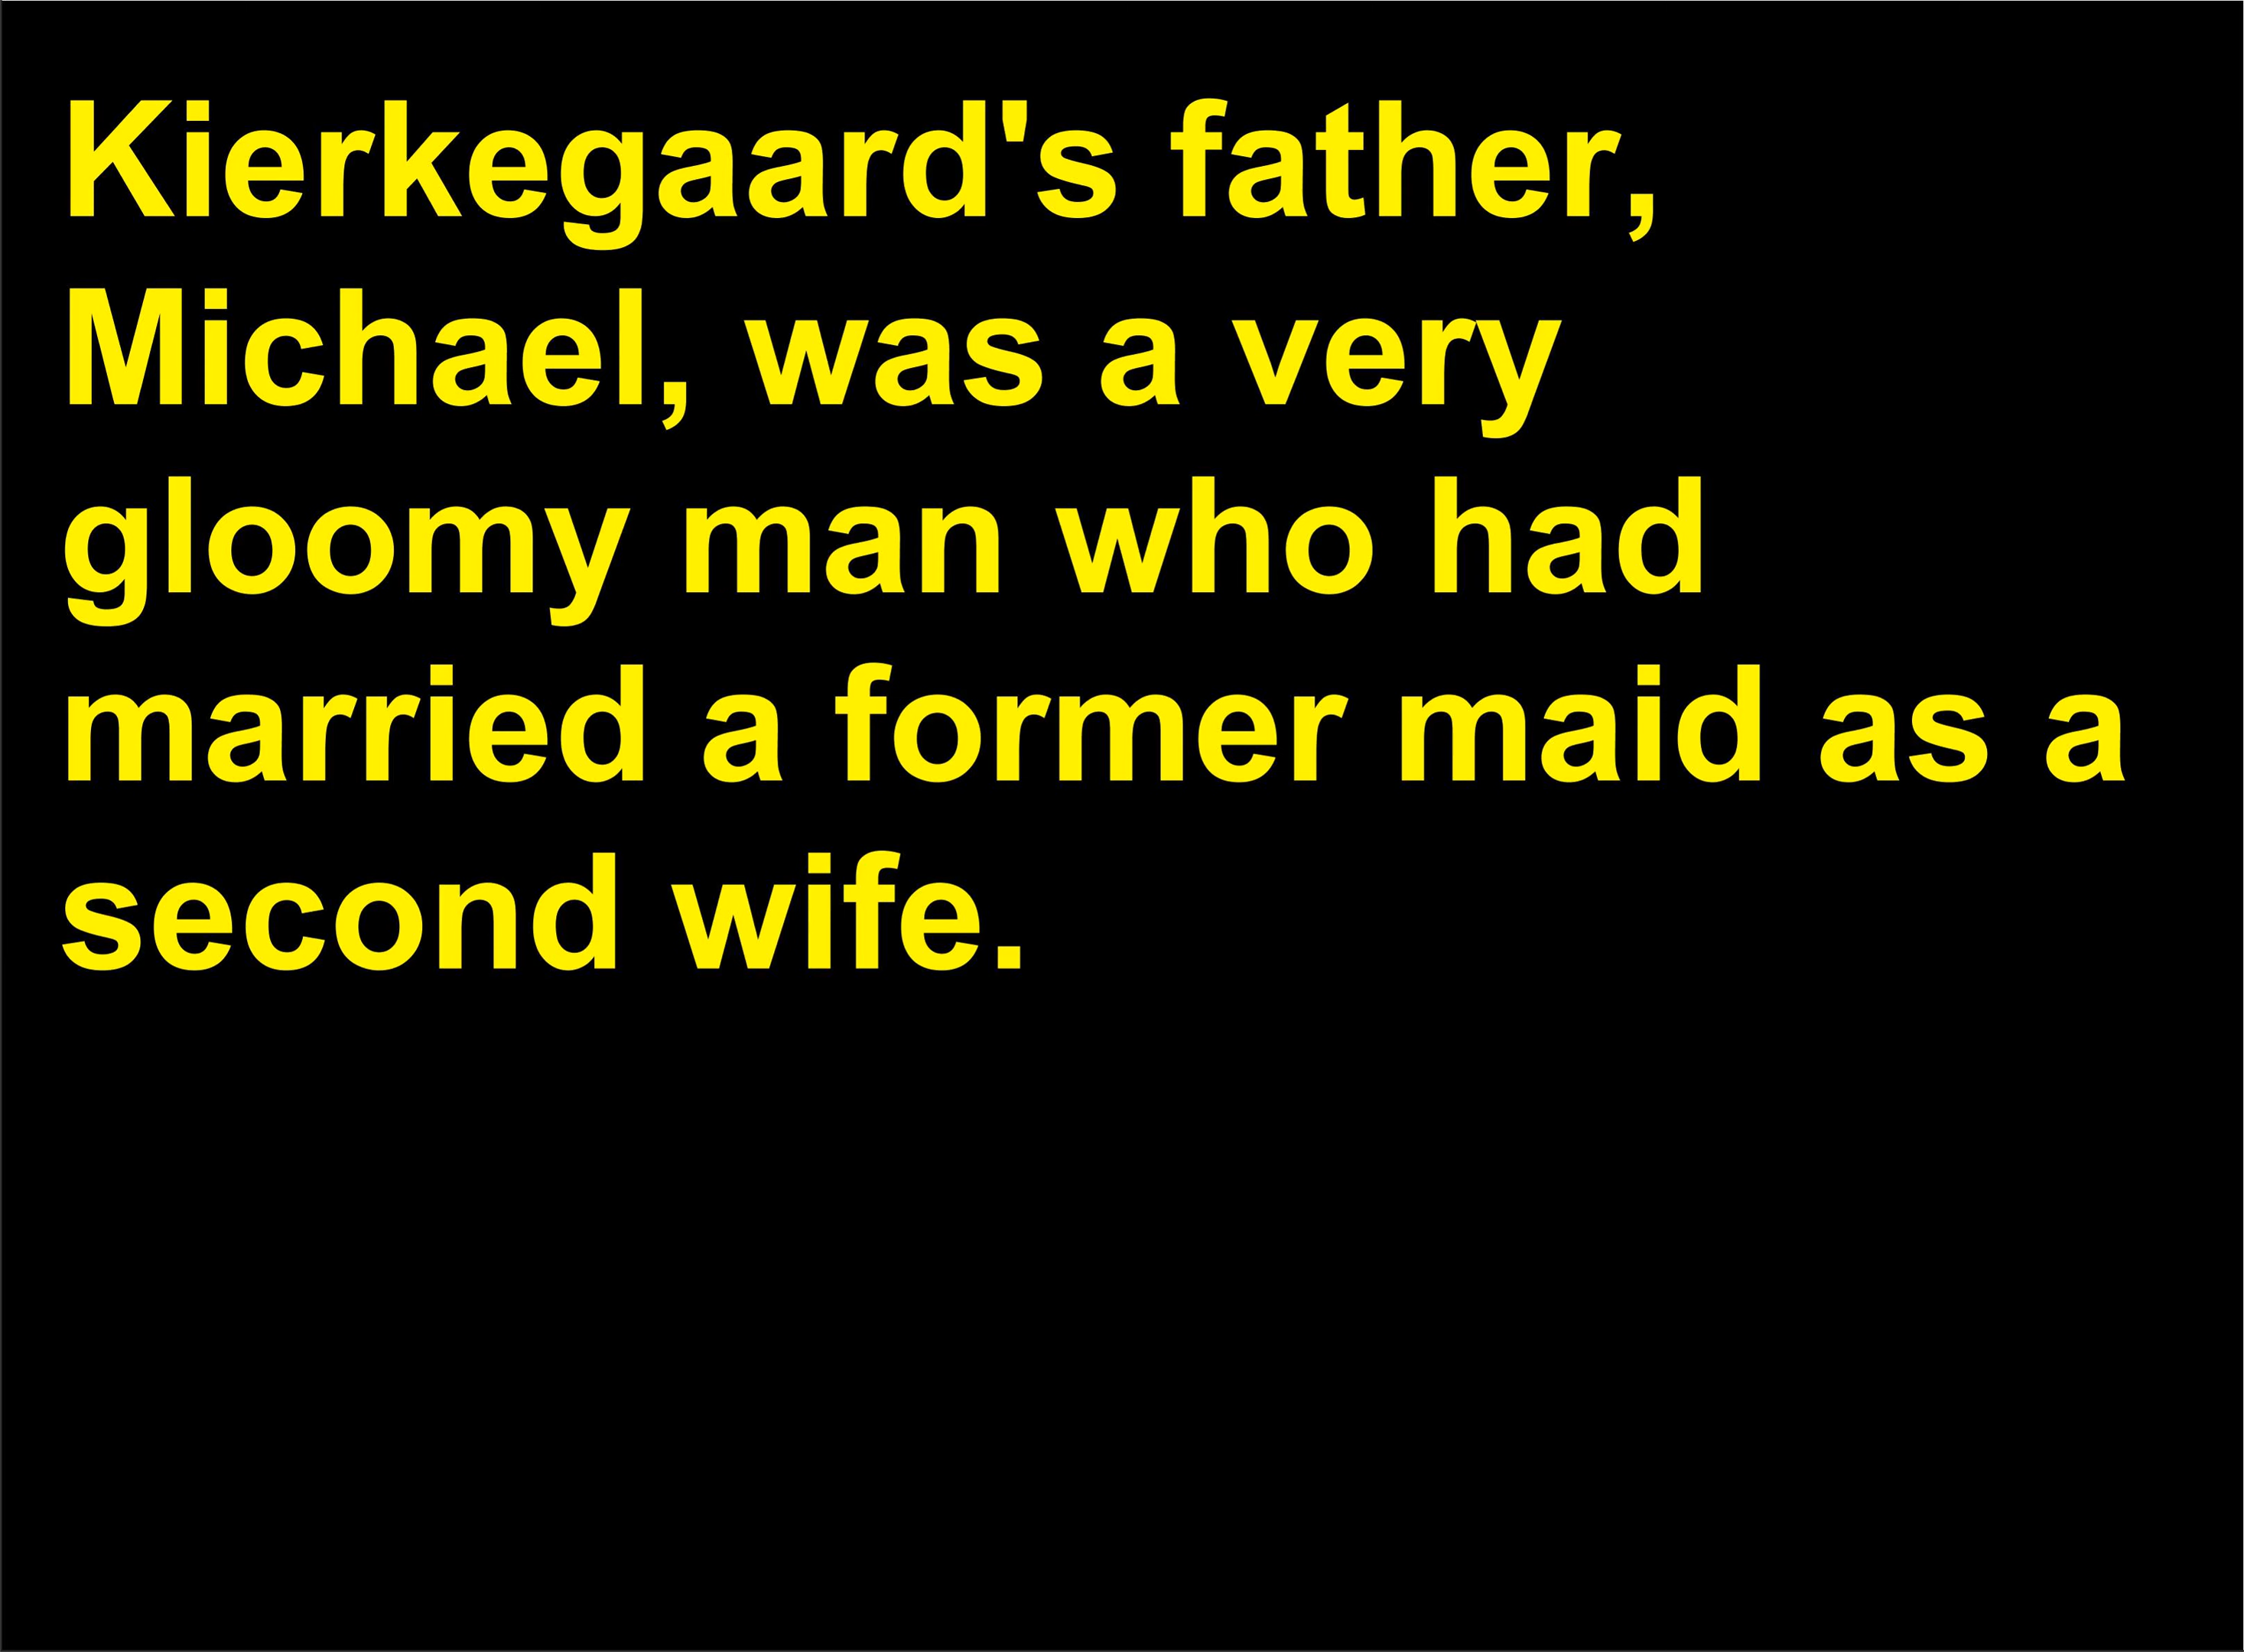 Kierkegaard's father,
Michael, was a very
gloomy man who had
married a former maid as a
second wife.